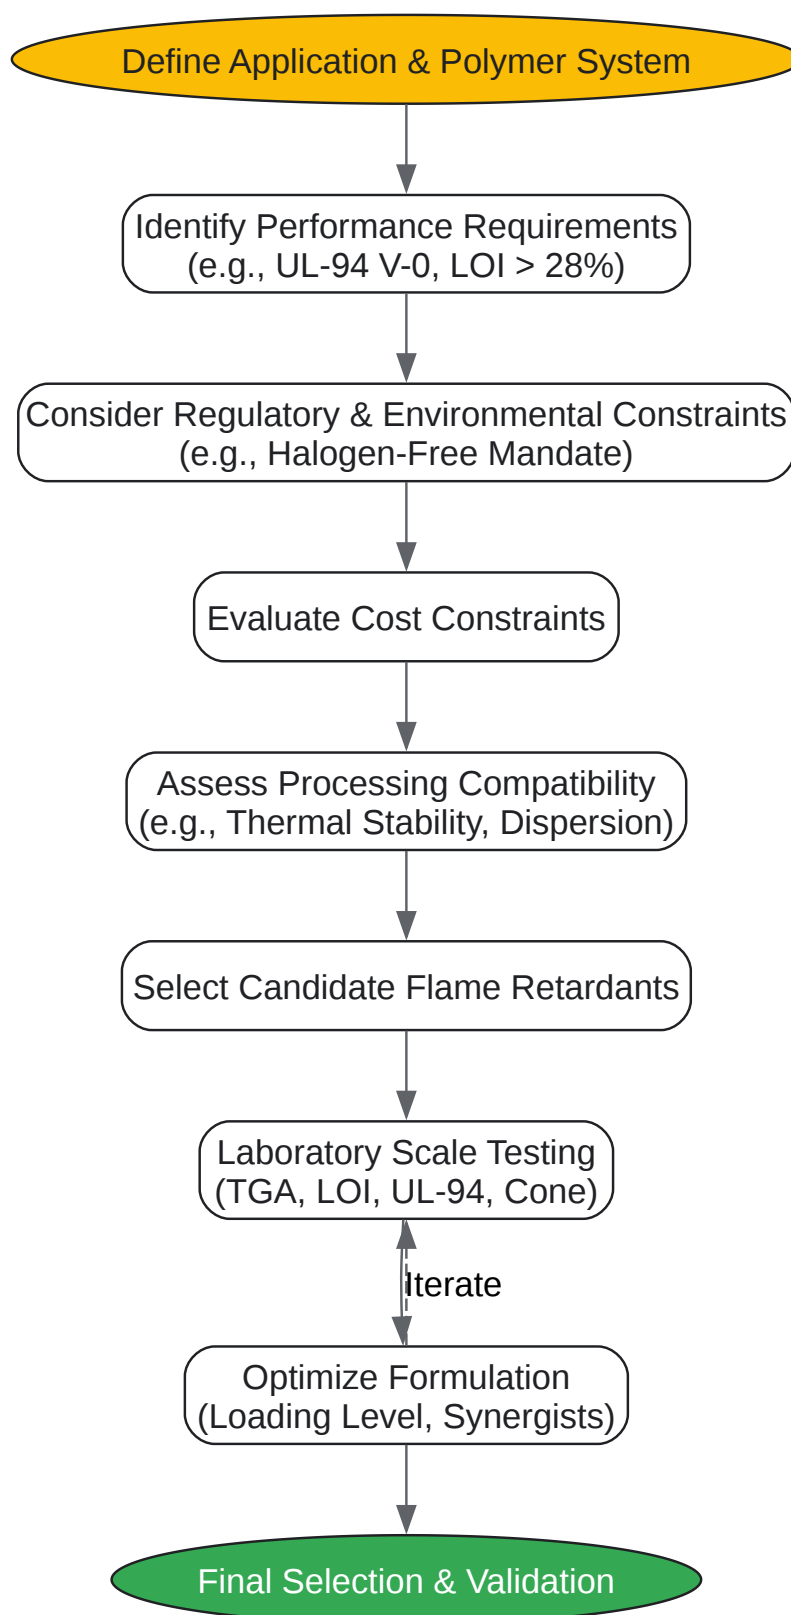 Define Application & Polymer System
Identify Performance Requirements
(e.g., UL-94 V-0, LOI > 28%)
Consider Regulatory & Environmental Constraints
(e.g., Halogen-Free Mandate)
Evaluate Cost Constraints
Assess Processing Compatibility
(e.g., Thermal Stability, Dispersion)
Select Candidate Flame Retardants
Laboratory Scale Testing
(TGA, LOI, UL-94, Cone)
Iterate
Optimize Formulation
(Loading Level, Synergists)
Final Selection & Validation